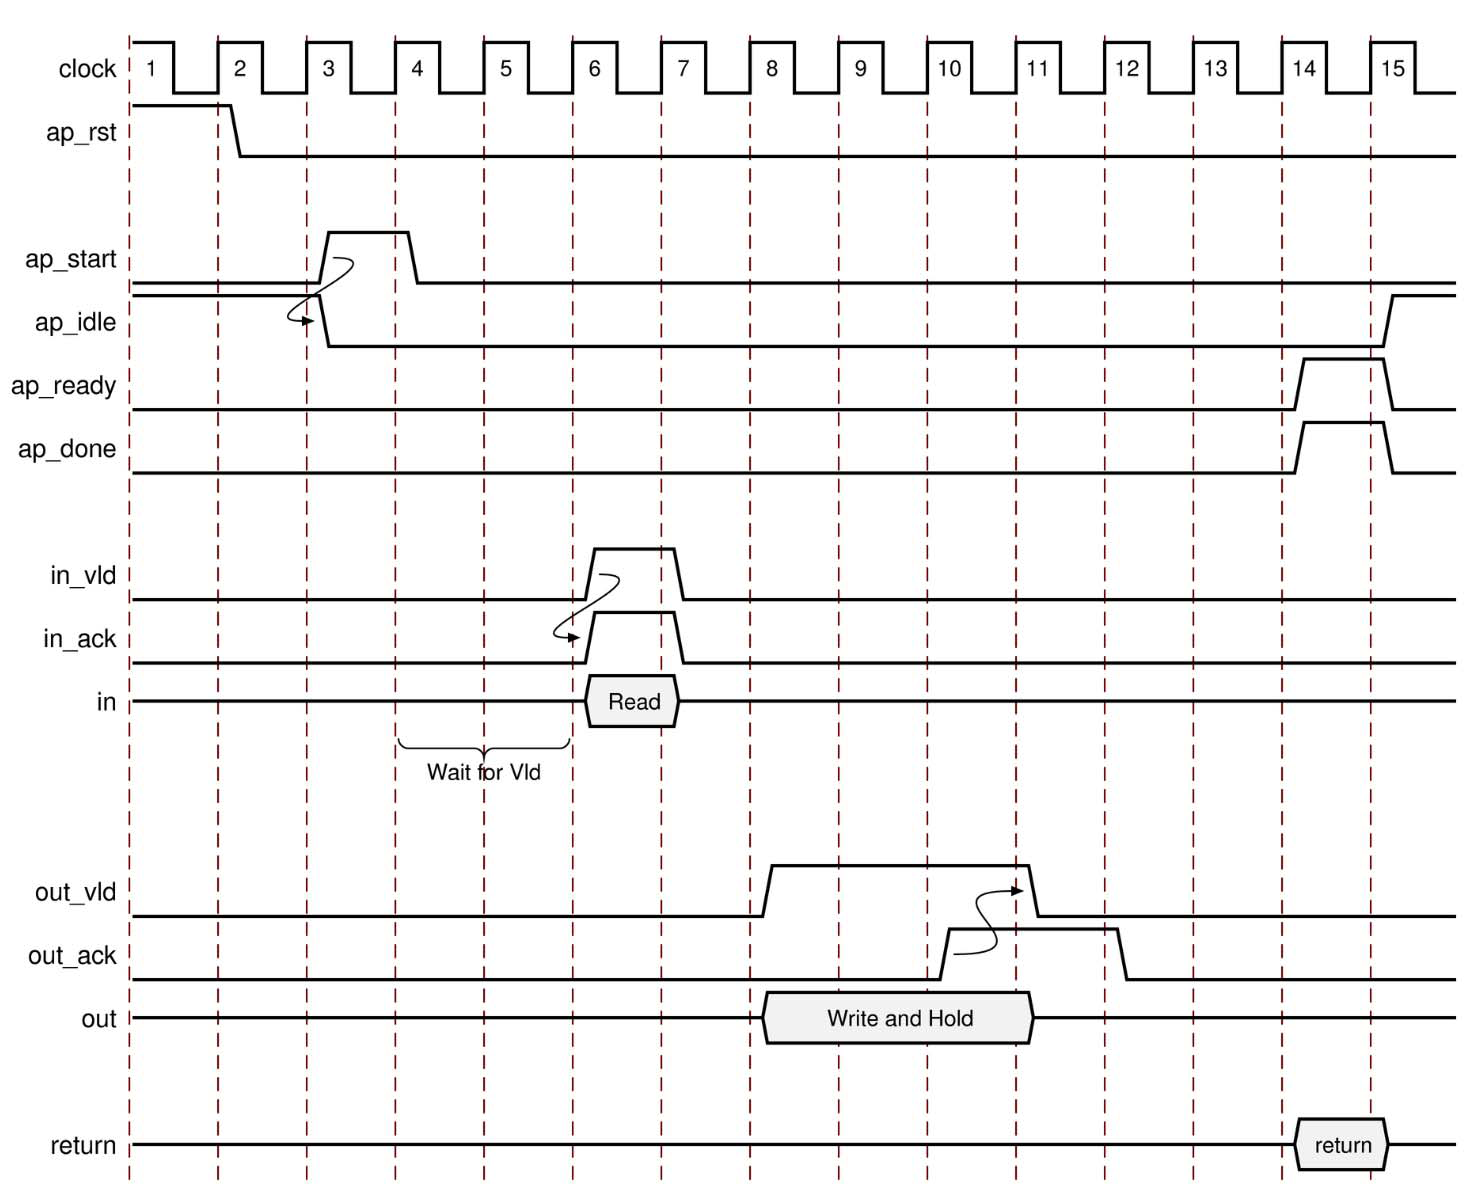 clock 1 2 3 4 5 6 7 8 9 10 11 12 13 14 15
ap_rst
ap_start
ap_idle
ap_ready
ap_done
in_vld
in_ack
in Read
Wait for Vld
out_vld
out_ack
out Write and Hold
return return